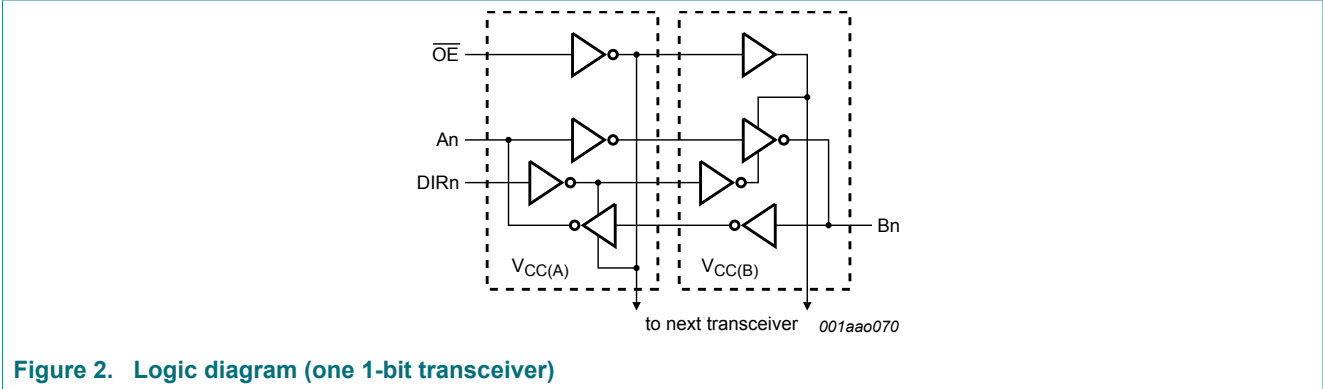 OE
An
DIRn
Bn
VCC(A)
VCC(B)
to next transceiver
001aao070
Figure 2. Logic diagram (one 1-bit transceiver)